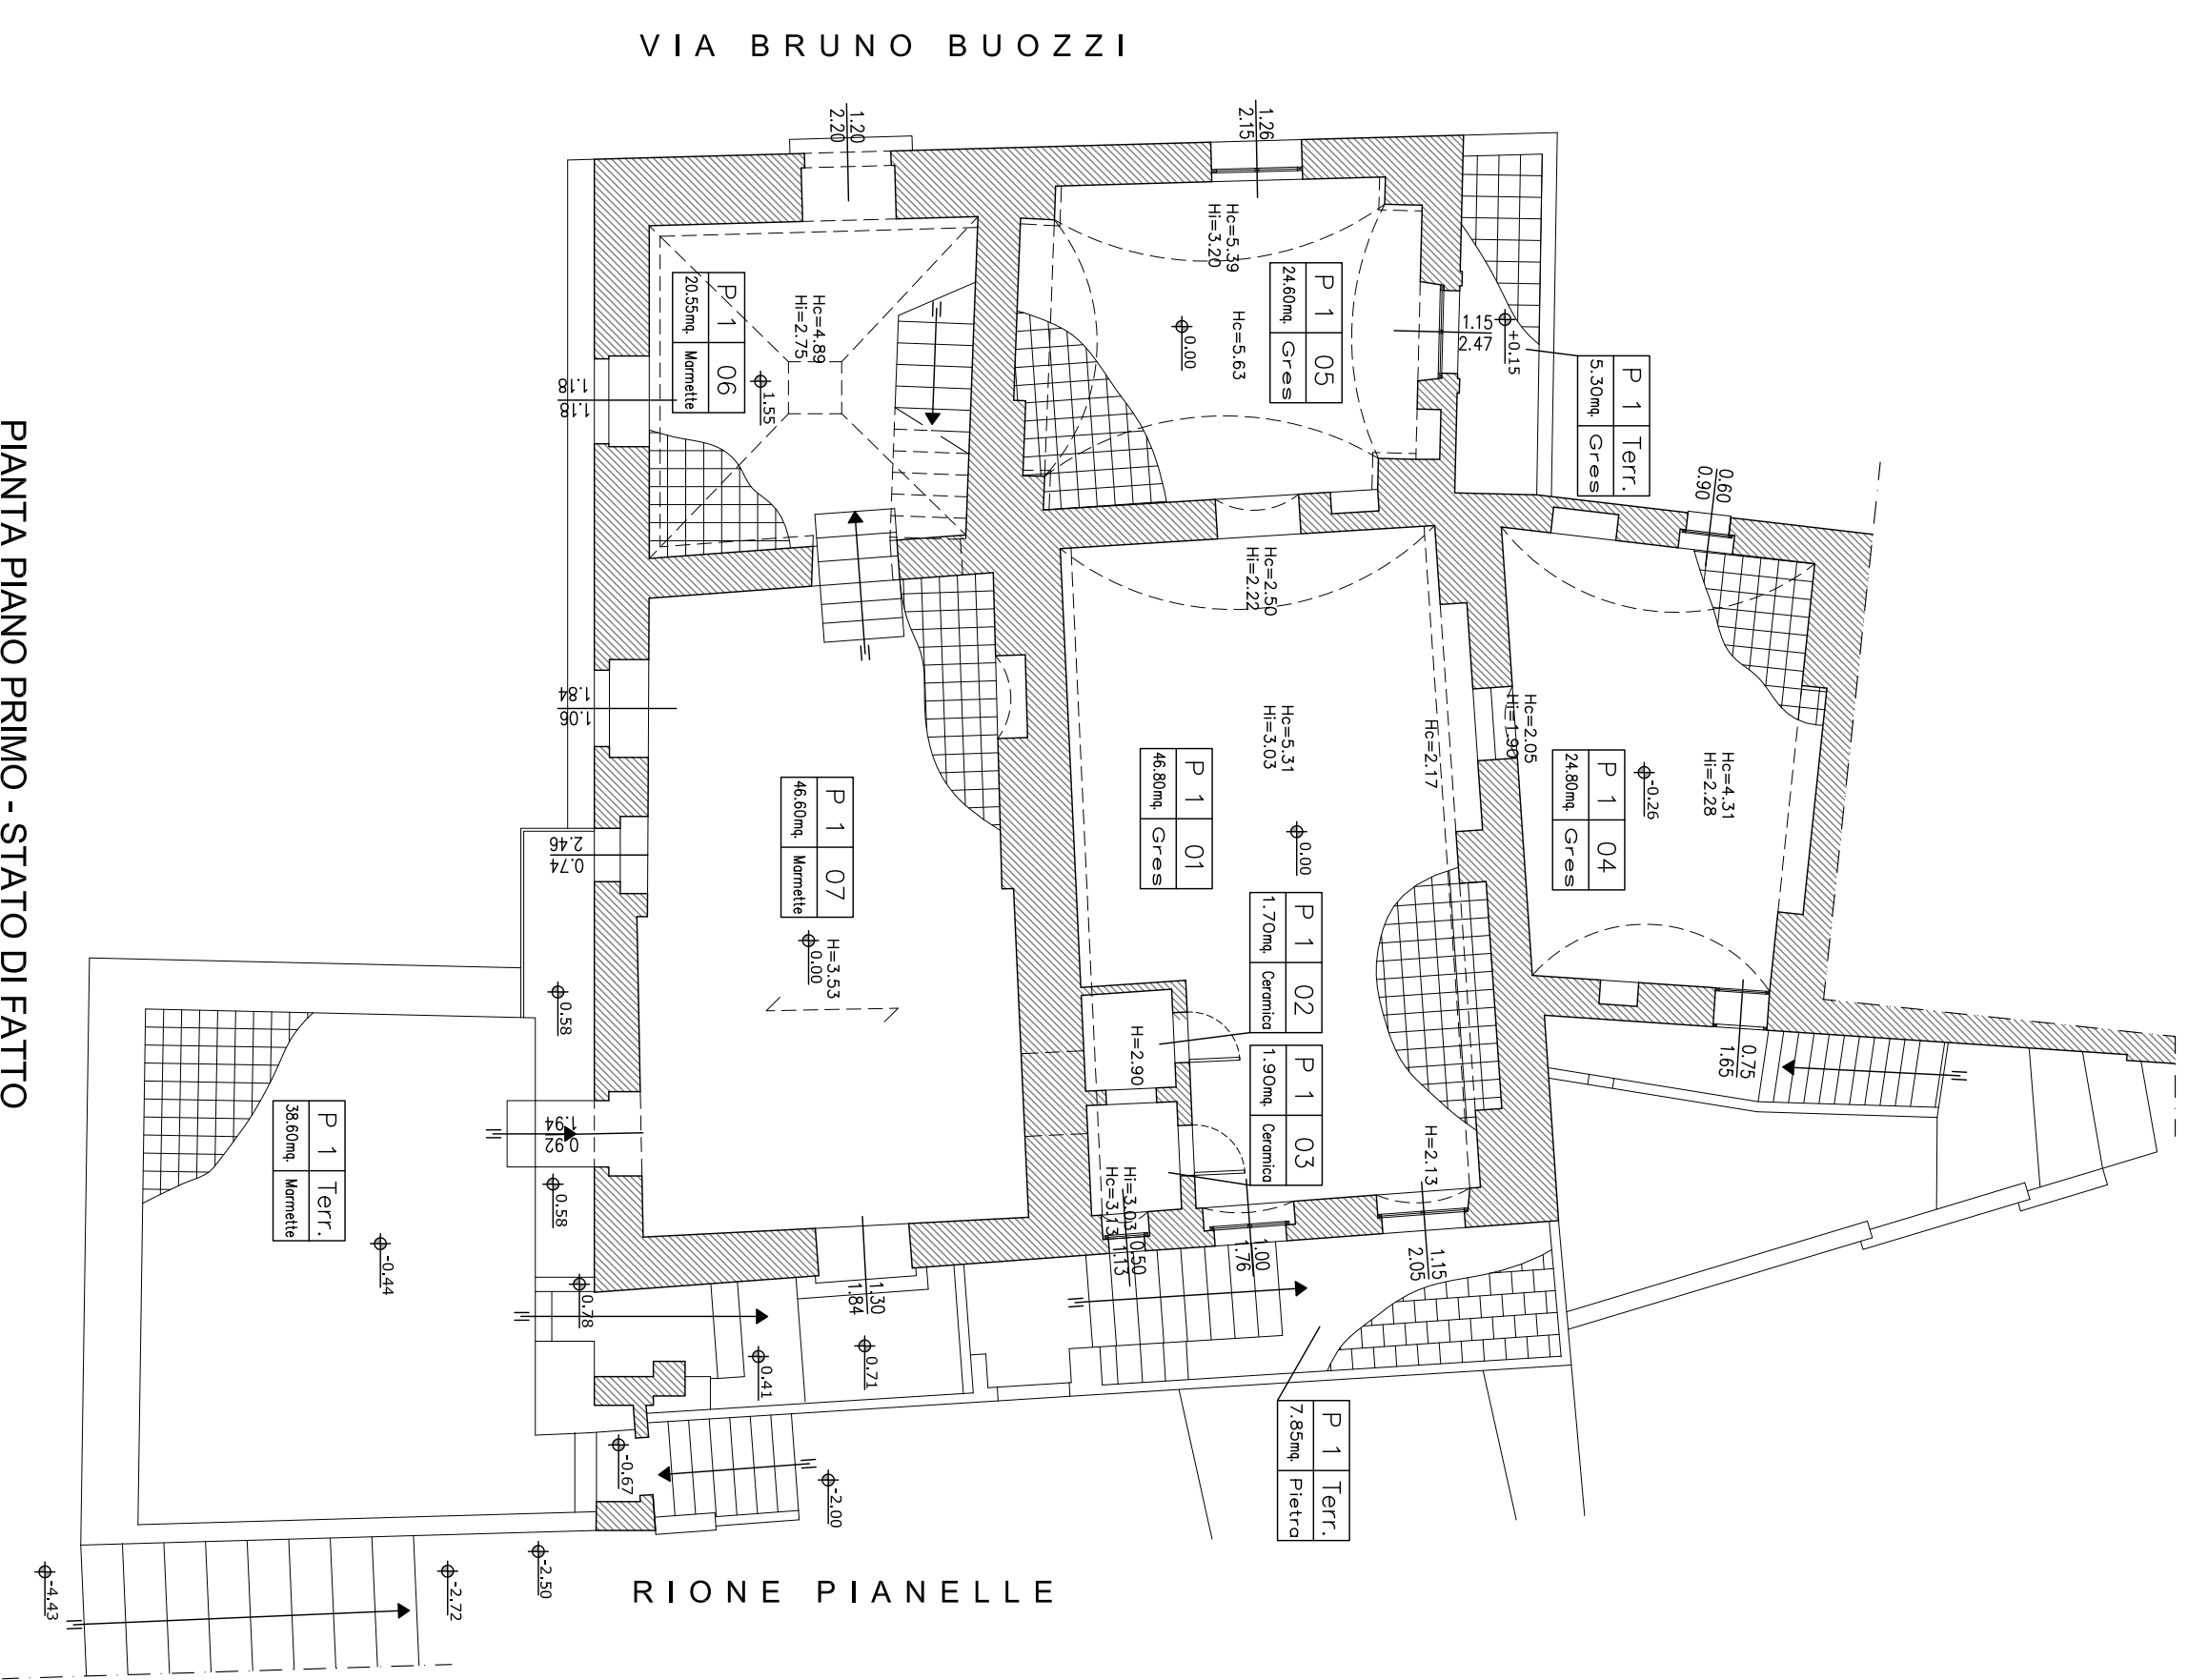 VIA BRUNO BUOZZI
PIANTA PIANO PRIMO - STATO DI FATTO
RIONE PIANELLE
1.20
2.20
1.26
2.15
Hc=5.39
Hi=3.20
P 1 05
24.60mq. Gres
Hc=5.63
0.00
1.15
2.47
+0.15
P 1 Terr.
5.30mq. Gres
0.60
0.90
P 1 06
20.55mq. Marmette
Hc=4.89
Hi=2.75
1.55
1.18
1.18
Hc=2.50
Hi=2.22
1.84
1.06
Hc=5.31
Hi=3.03
Hc=2.17
Hc=2.05
Hi=1.90
P 1 04
24.80mq. Gres
-0.26
Hc=4.31
Hi=2.28
P 1 07
46.60mq. Marmette
P 1 01
46.80mq. Gres
0.00
2.46
0.74
H=3.53
0.00
P 1 02
1.70mq. Ceramica
H=2.90
P 1 03
1.90mq. Ceramica
0.75
1.65
0.58
1.94
0.92
0.58
P 1 Terr.
38.60mq. Marmette
-0.44
H=2.13
Hi=3.03
Hc=3.13
0.50
1.13
1.00
1.76
1.15
2.05
1.30
1.84
0.78
0.41
0.71
P 1 Terr.
7.85mq. Pietra
-0.67
-2.00
-2.50
-2.72
-4.43